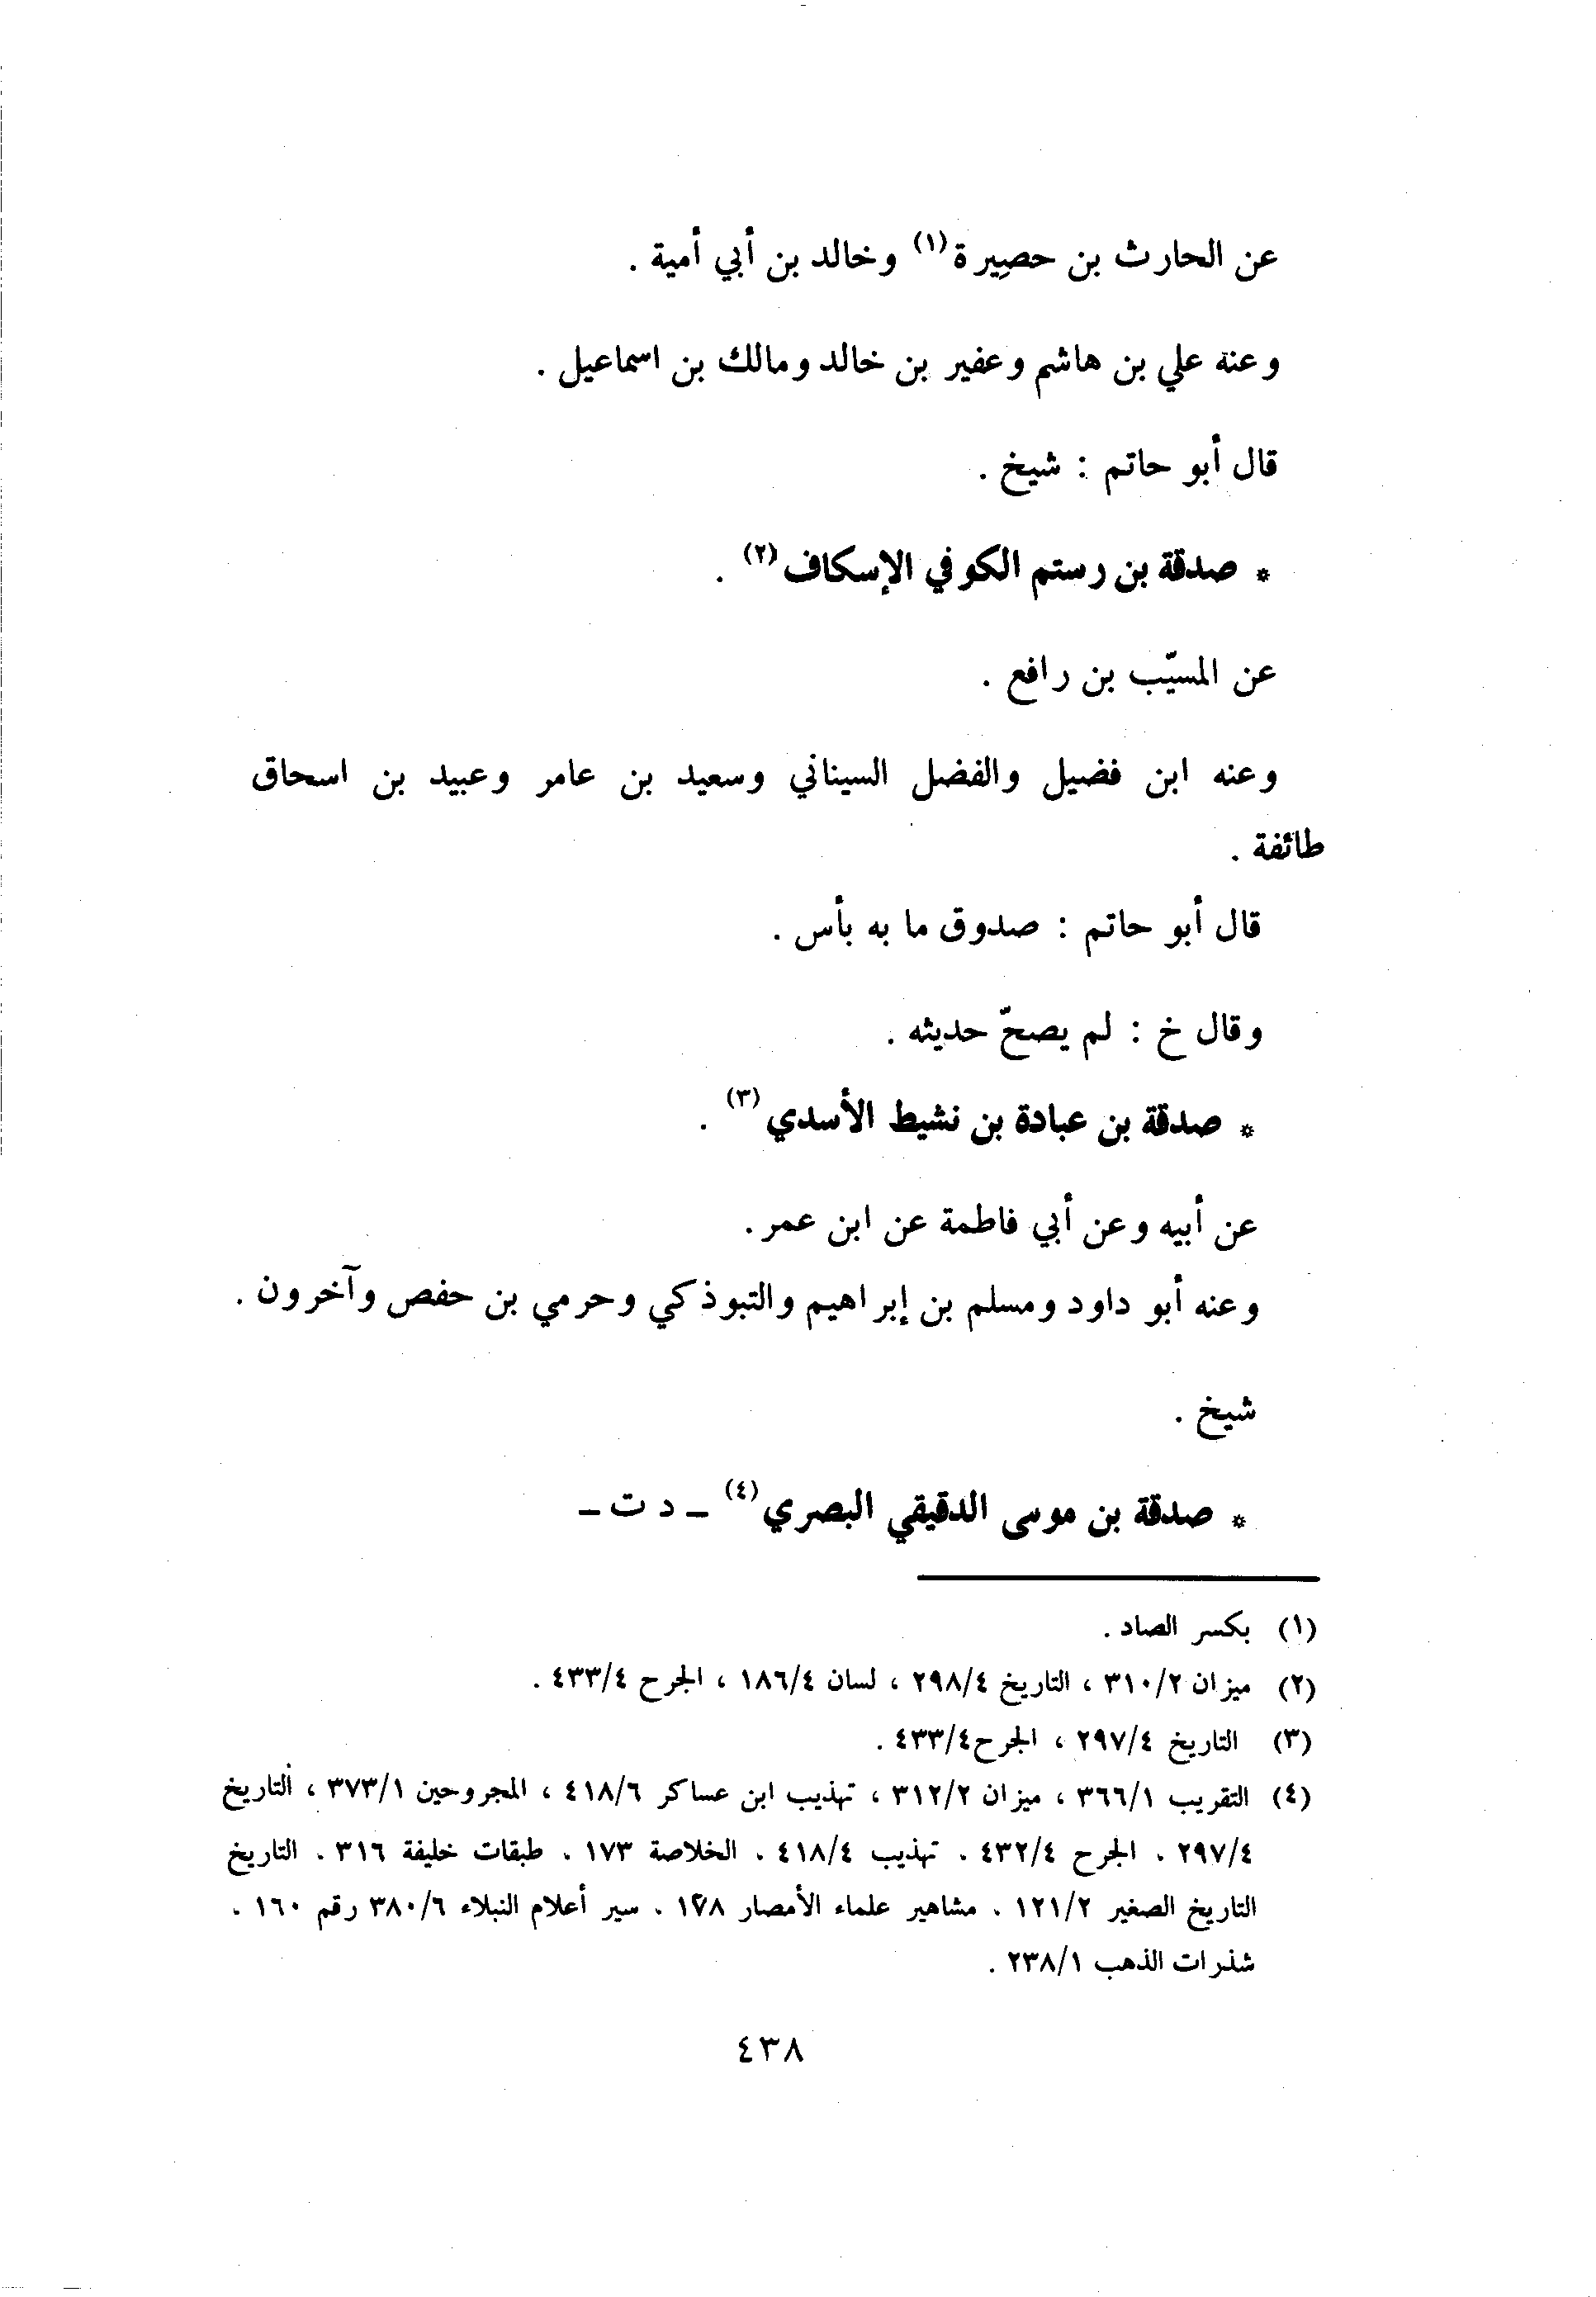 عن الحارث بن حصِيرة(١) وخالد بن أبي أمية .
وعنه علي بن هاشم وعفير بن خالد ومالك بن اسماعيل .
قال أبو حاتم : شيخ .
* صدقة بن رستم الكوفي الإسكاف(٢) .
عن المسيّب بن رافع .
وعنه ابن فضيل والفضل السيناني وسعيد بن عامر وعبيد بن اسحاق
طائفة .
قال أبو حاتم : صدوق ما به بأس .
وقال خ : لم يصحّ حديثه .
* صدقة بن عبادة بن نشيط الأسدي(٣) .
عن أبيه وعن أبي فاطمة عن ابن عمر .
وعنه أبو داود ومسلم بن إبراهيم والتبوذكي وحرمي بن حفص وآخرون .
شيخ .
* صدقة بن موسى الدقيقي البصري(٤) ــ د ت ــ
(١) بكسر الصاد .
(٢) ميزان ٣١٠/٢ ، التاريخ ٢٩٨/٤ ، لسان ١٨٦/٤ ، الجرح ٤٣٣/٤ .
(٣) التاريخ ٢٩٧/٤ ، الجرح ٤٣٣/٤ .
(٤) التقريب ٣٦٦/١ ، ميزان ٣١٢/٢ ، تهذيب ابن عساكر ٤١٨/٦ ، المجروحين ٣٧٣/١ ، التاريخ
٢٩٧/٤ . الجرح ٤٣٢/٤ . تهذيب ٤١٨/٤ . الخلاصة ١٧٣ . طبقات خليفة ٣١٦ . التاريخ
التاريخ الصغير ١٢١/٢ . مشاهير علماء الأمصار ١٧٨ . سير أعلام النبلاء ٣٨٠/٦ رقم ١٦٠ .
شذرات الذهب ٢٣٨/١ .
٤٣٨